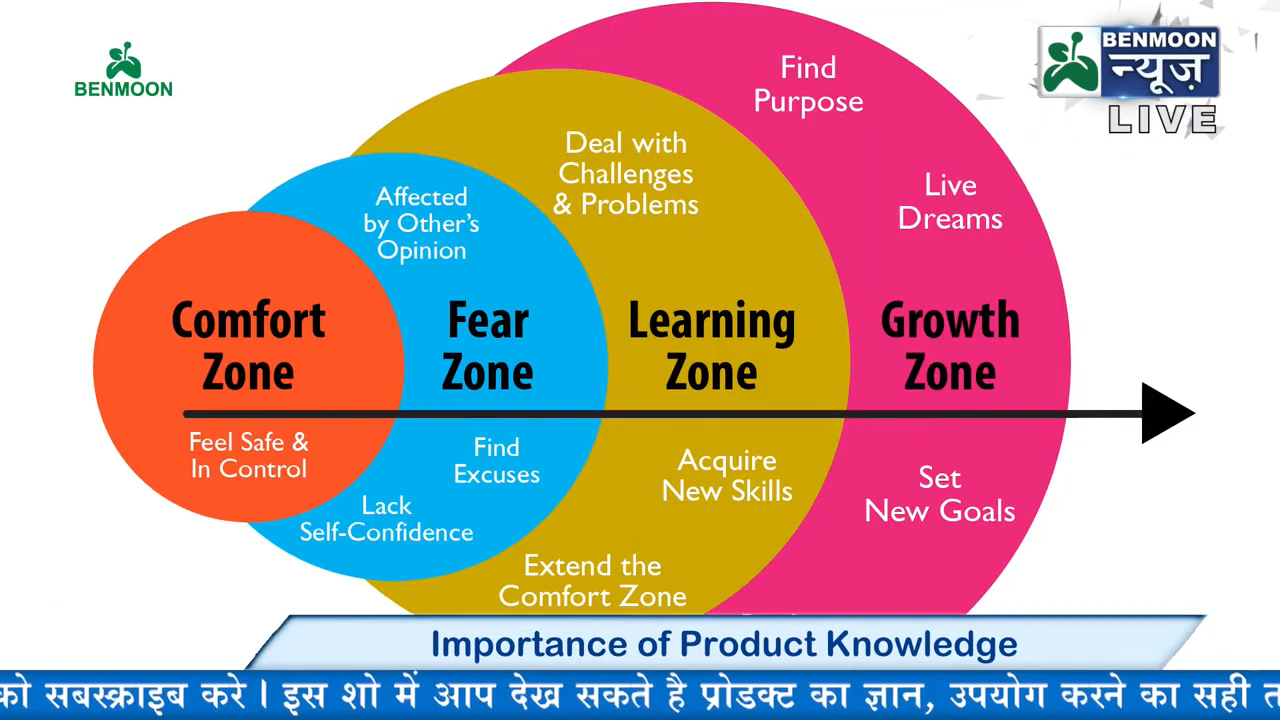 BENMOON
BENMOON
न्यूज़
LIVE
Find
Purpose
Deal with
Challenges
& Problems
Live
Dreams
Affected
by Other's
Opinion
Comfort
Zone
Fear
Zone
Learning
Zone
Growth
Zone
Feel Safe &
In Control
Find
Excuses
Lack
Self-Confidence
Acquire
New Skills
Set
New Goals
Extend the
Comfort Zone
Importance of Product Knowledge
को सबस्क्राइब करे । इस शो में आप देख सकते है प्रोडक्ट का ज्ञान, उपयोग करने का सही